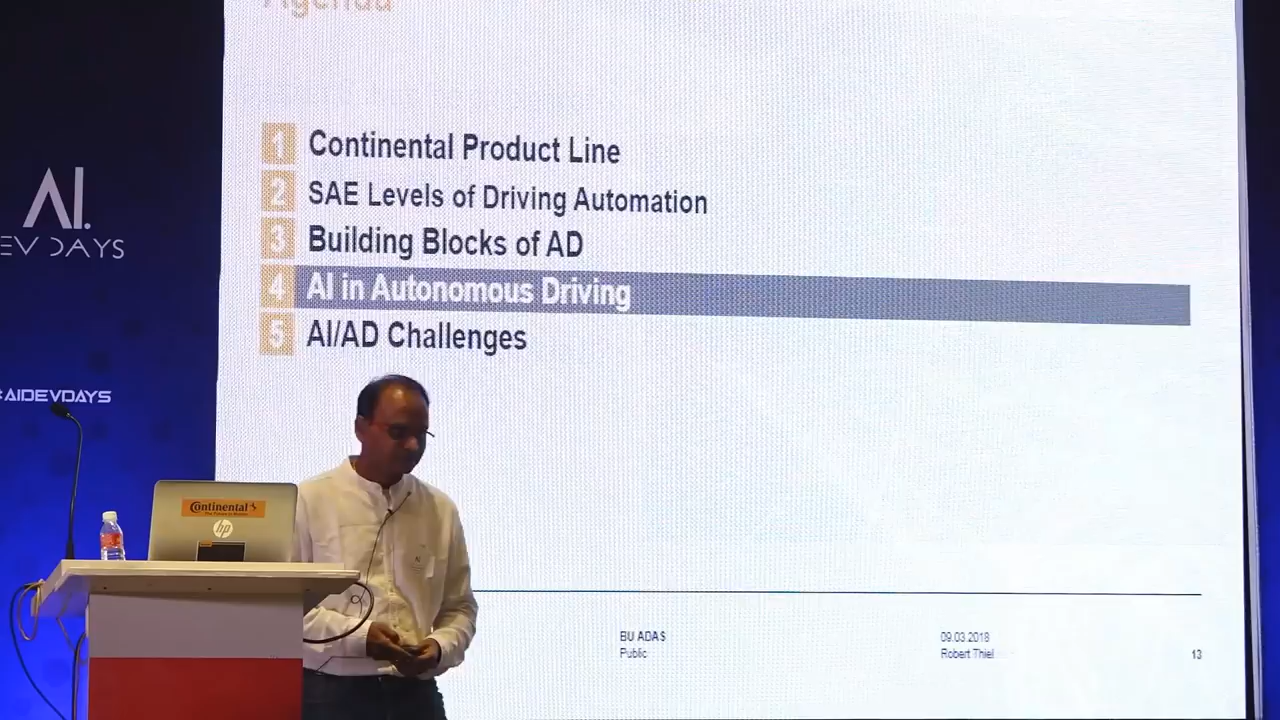 Agenda
1 Continental Product Line
2 SAE Levels of Driving Automation
3 Building Blocks of AD
4 AI in Autonomous Driving
5 AI/AD Challenges
AI.
EV DAYS
#AIDEVDAYS
Continental
hp
BU ADAS
Public
09.03.2018
Robert Thiel
13